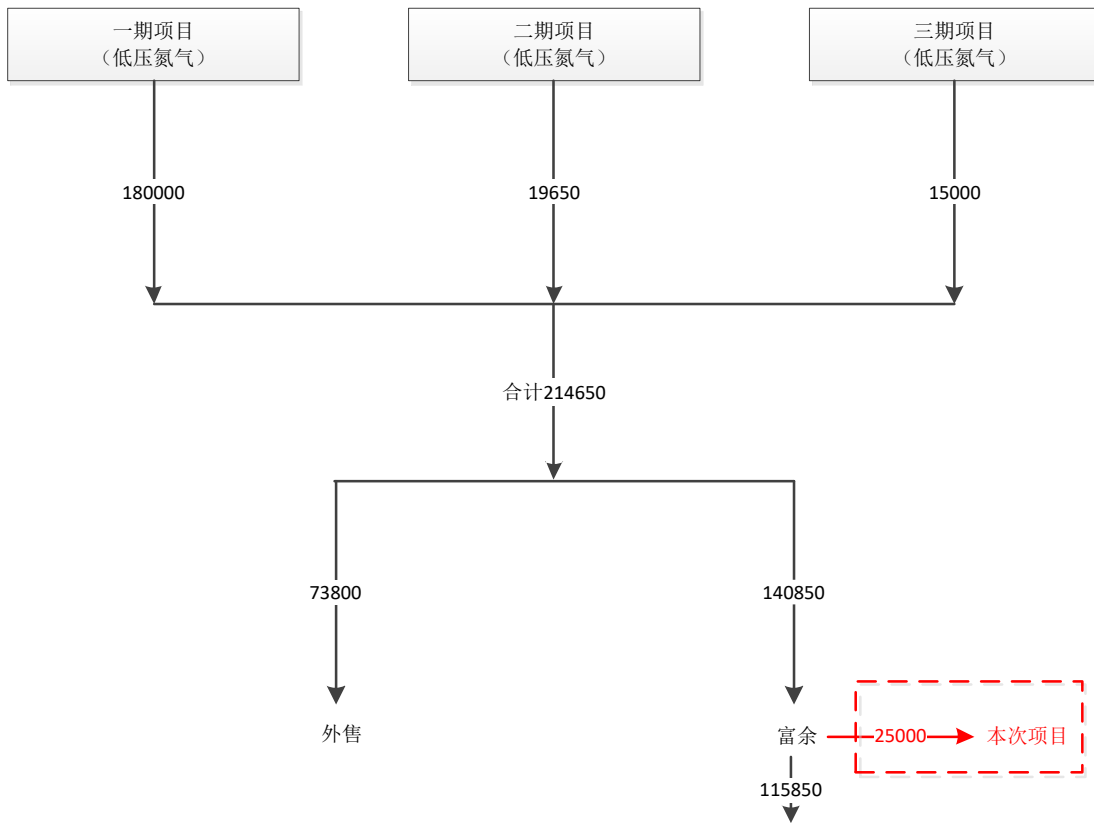 一期项目
（低压氮气）
二期项目
（低压氮气）
三期项目
（低压氮气）
180000
19650
15000
合计214650
73800
140850
外售
富余
25000
本次项目
115850